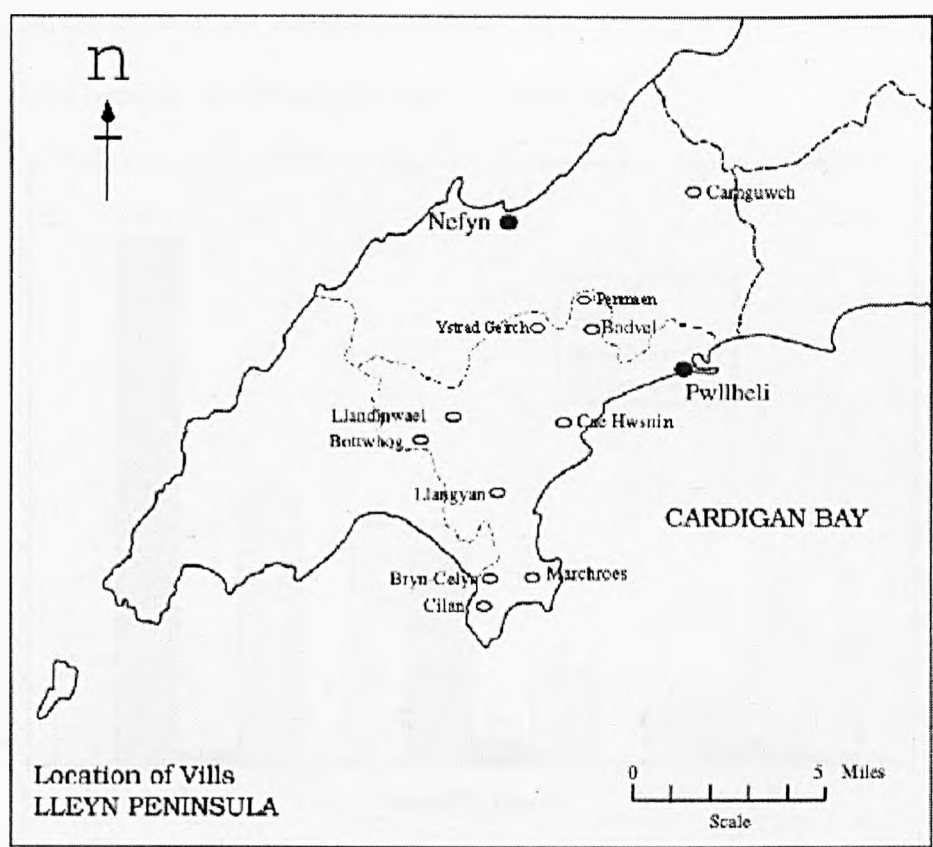 n
Carnguwch
Nefyn
Penmaen
Ystrad Geirch
Bodvel
Pwllheli
Llandinwael
Cae Hwsnin
Bottwhog
Llangyan
CARDIGAN BAY
Bryn Celyn
Marchroes
Cilan
Location of Vills
LLEYN PENINSULA
0 5 Miles
Scale